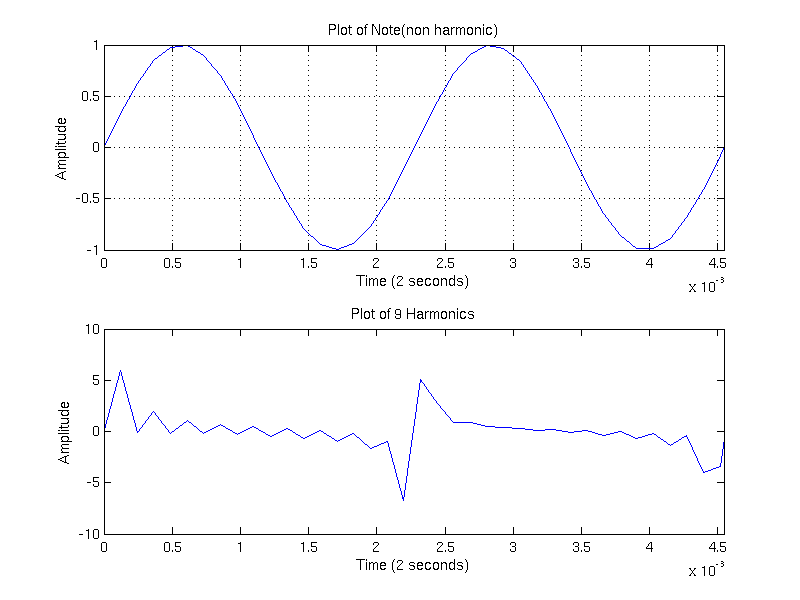 Plot of Note(non harmonic)
1
0.5
0
-0.5
-1
Amplitude
0 0.5 1 1.5 2 2.5 3 3.5 4 4.5
Time (2 seconds)
x 10⁻³
Plot of 9 Harmonics
10
5
0
-5
-10
Amplitude
0 0.5 1 1.5 2 2.5 3 3.5 4 4.5
Time (2 seconds)
x 10⁻³